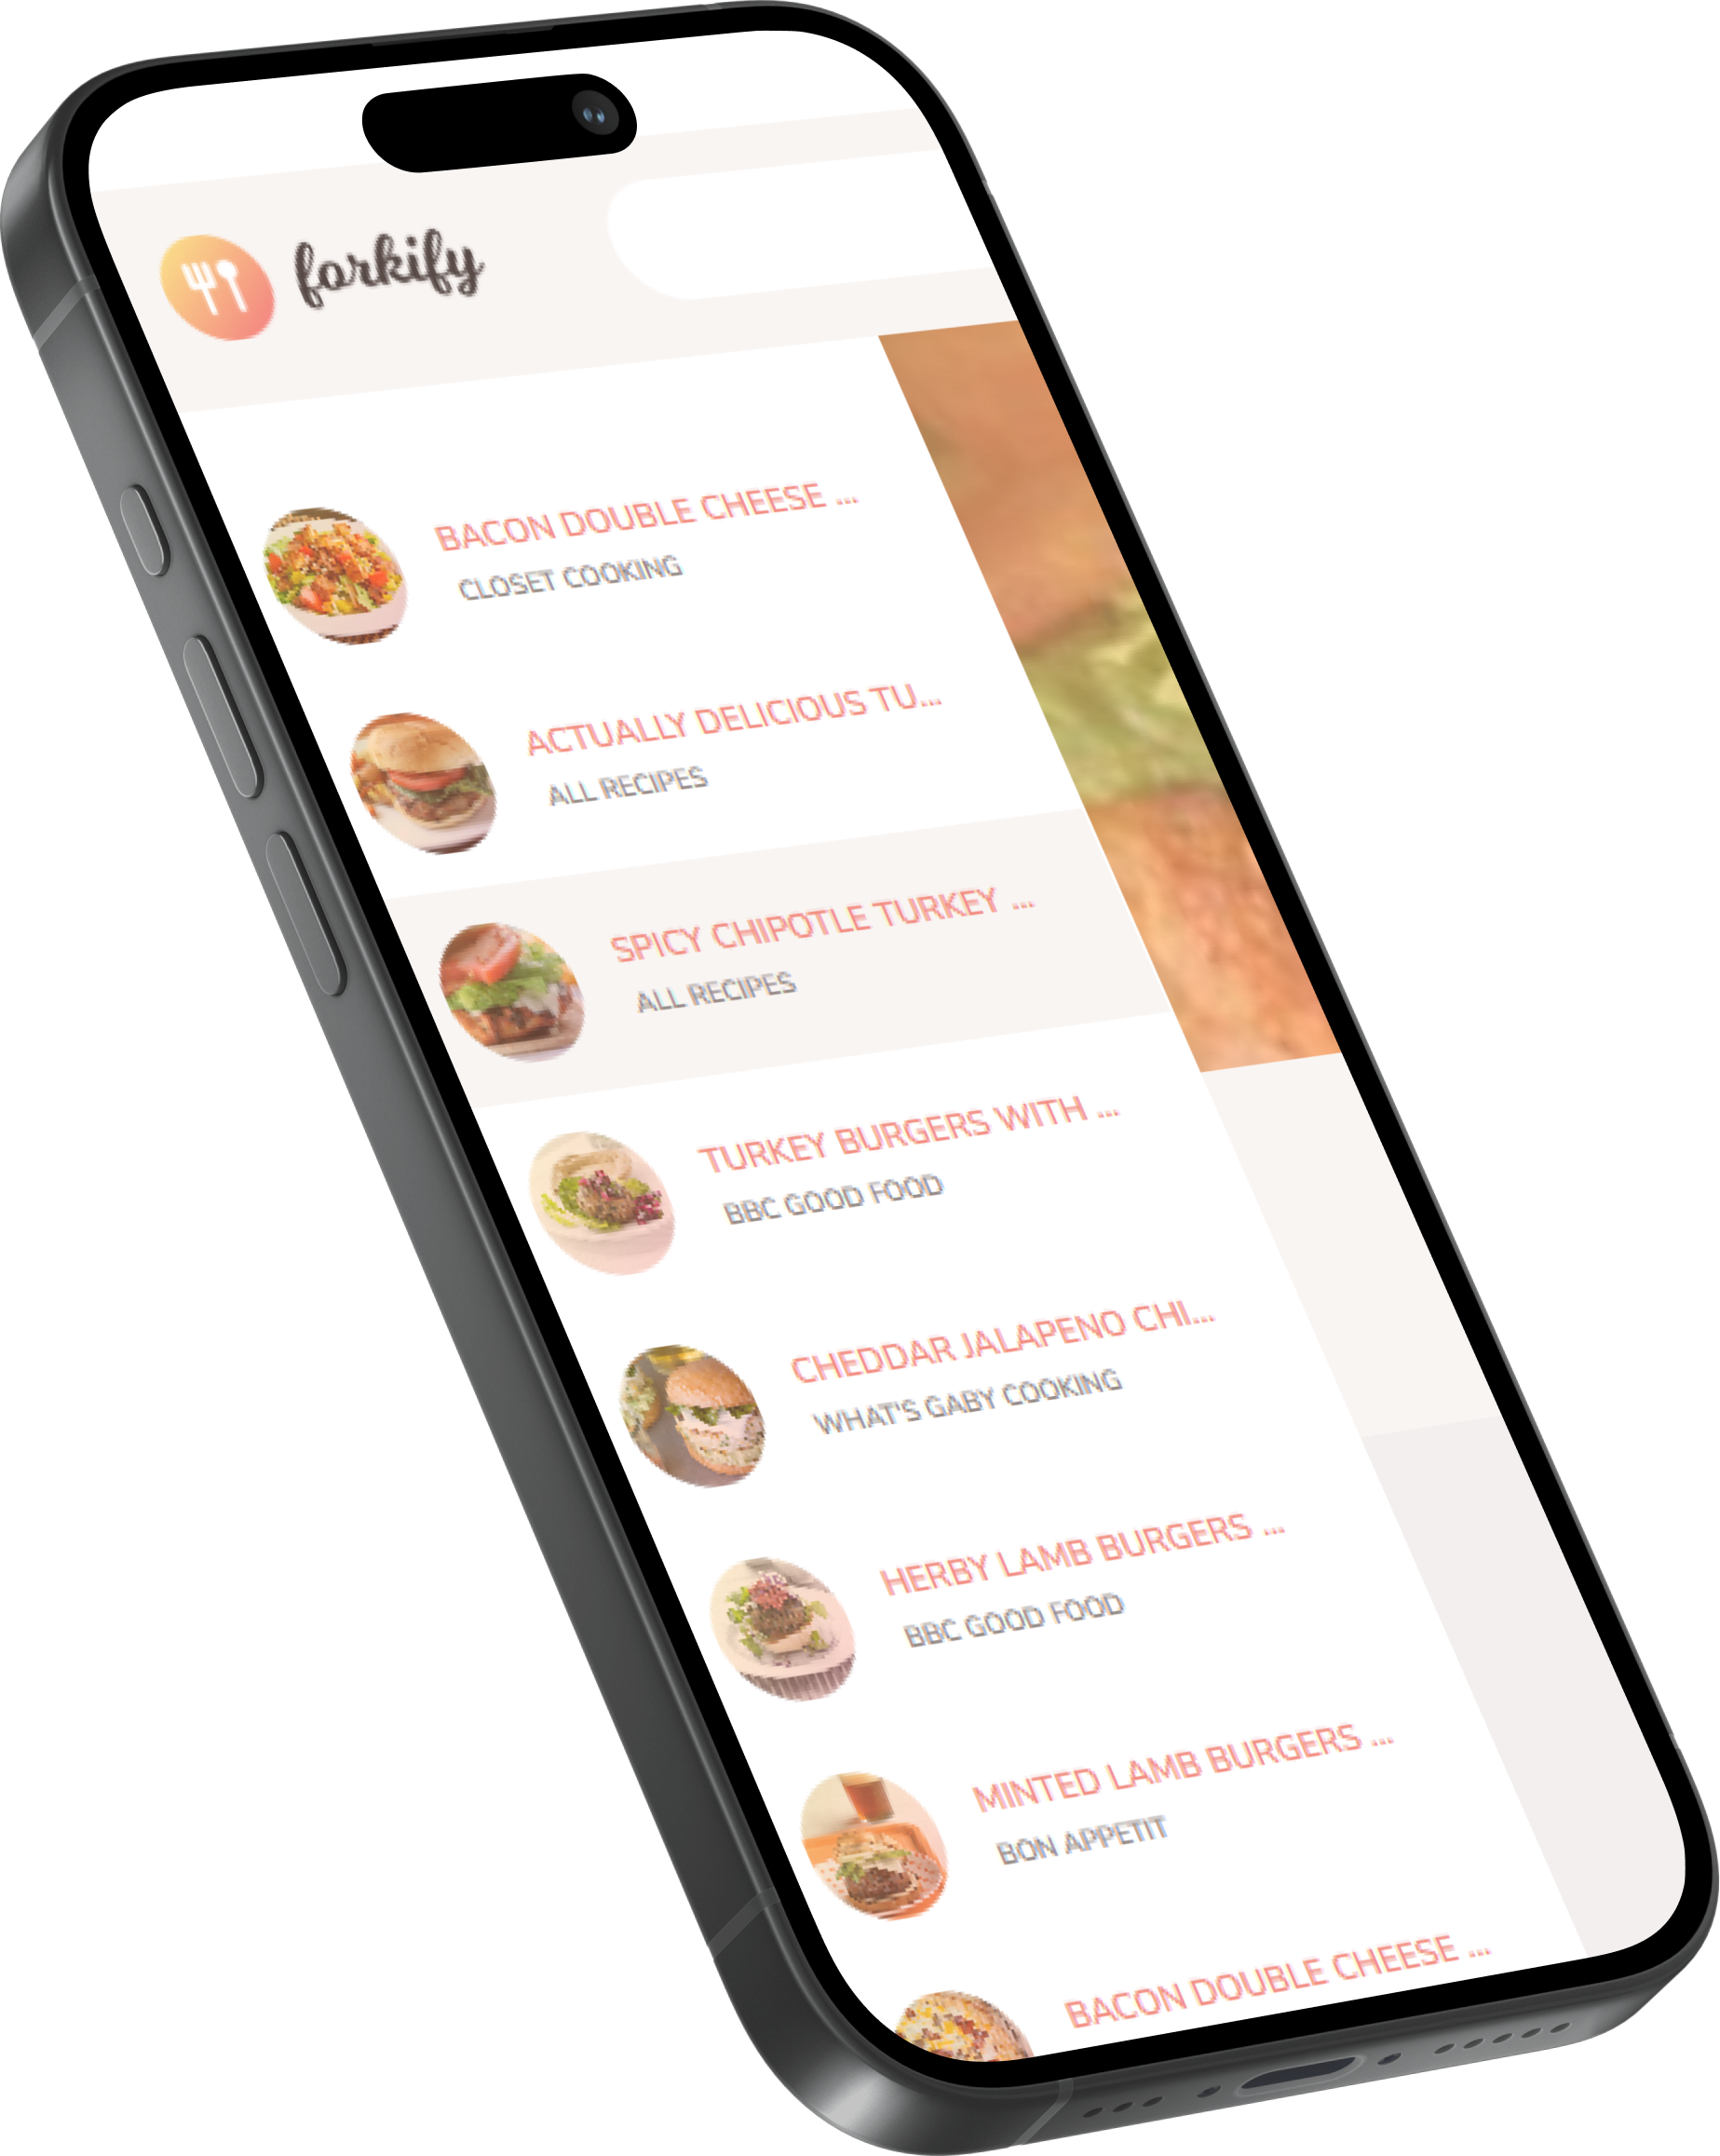 forkify
BACON DOUBLE CHEESE ...
CLOSET COOKING
ACTUALLY DELICIOUS TU...
ALL RECIPES
SPICY CHIPOTLE TURKEY ...
ALL RECIPES
TURKEY BURGERS WITH ...
BBC GOOD FOOD
CHEDDAR JALAPENO CHI...
WHAT'S GABY COOKING
HERBY LAMB BURGERS ...
BBC GOOD FOOD
MINTED LAMB BURGERS ...
BON APPETIT
BACON DOUBLE CHEESE ...